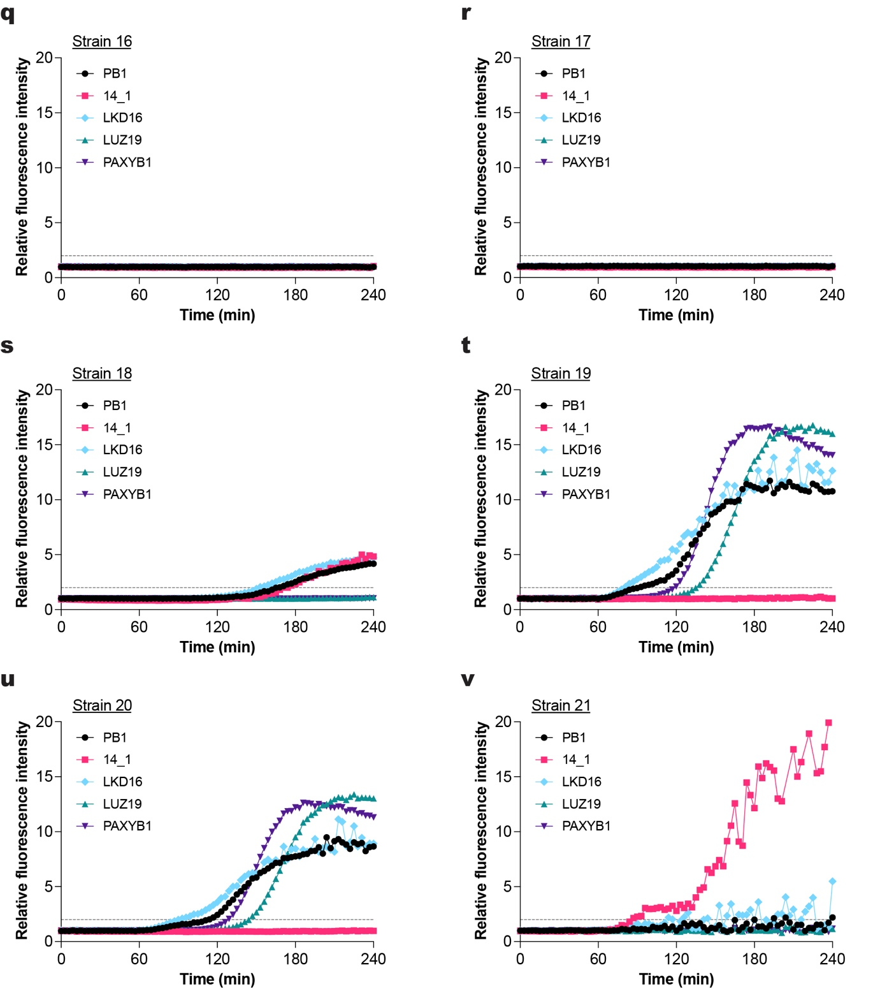 q
Strain 16
Relative fluorescence intensity
20
15
10
5
0
PB1
14_1
LKD16
LUZ19
PAXYB1
0 60 120 180 240
Time (min)
r
Strain 17
Relative fluorescence intensity
20
15
10
5
0
PB1
14_1
LKD16
LUZ19
PAXYB1
0 60 120 180 240
Time (min)
s
Strain 18
Relative fluorescence intensity
20
15
10
5
0
PB1
14_1
LKD16
LUZ19
PAXYB1
0 60 120 180 240
Time (min)
t
Strain 19
Relative fluorescence intensity
20
15
10
5
0
PB1
14_1
LKD16
LUZ19
PAXYB1
0 60 120 180 240
Time (min)
u
Strain 20
Relative fluorescence intensity
20
15
10
5
0
PB1
14_1
LKD16
LUZ19
PAXYB1
0 60 120 180 240
Time (min)
v
Strain 21
Relative fluorescence intensity
20
15
10
5
0
PB1
14_1
LKD16
LUZ19
PAXYB1
0 60 120 180 240
Time (min)